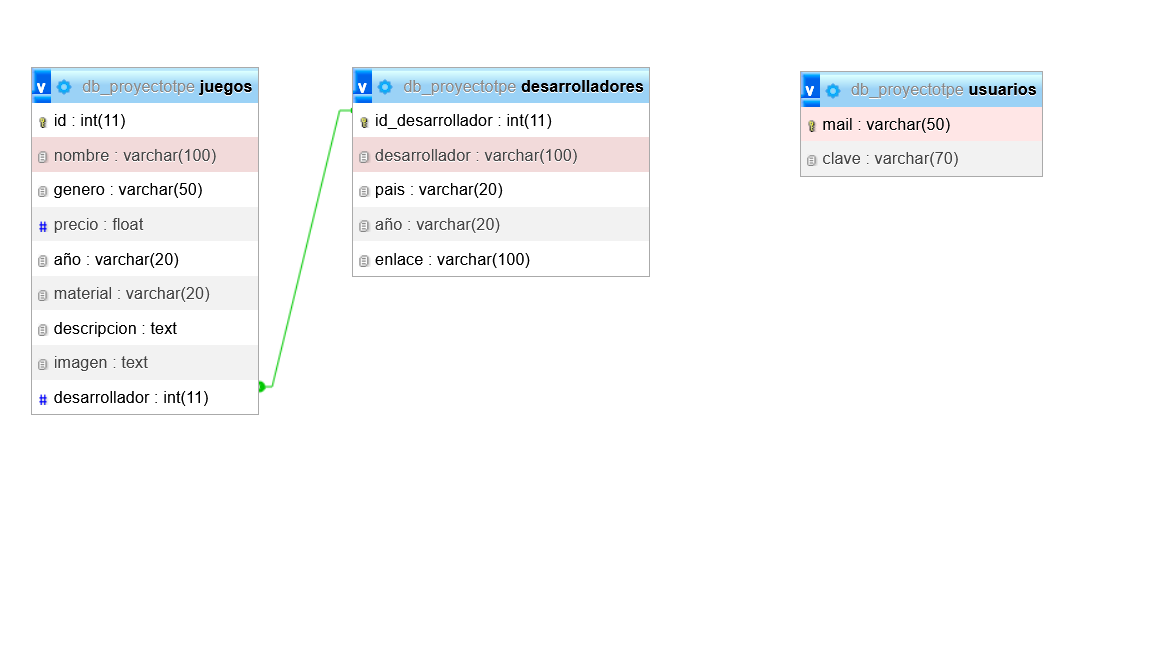 v db_proyectotpe juegos
id : int(11)
nombre : varchar(100)
genero : varchar(50)
# precio : float
año : varchar(20)
material : varchar(20)
descripcion : text
imagen : text
# desarrollador : int(11)
v db_proyectotpe desarrolladores
id_desarrollador : int(11)
desarrollador : varchar(100)
pais : varchar(20)
año : varchar(20)
enlace : varchar(100)
v db_proyectotpe usuarios
mail : varchar(50)
clave : varchar(70)